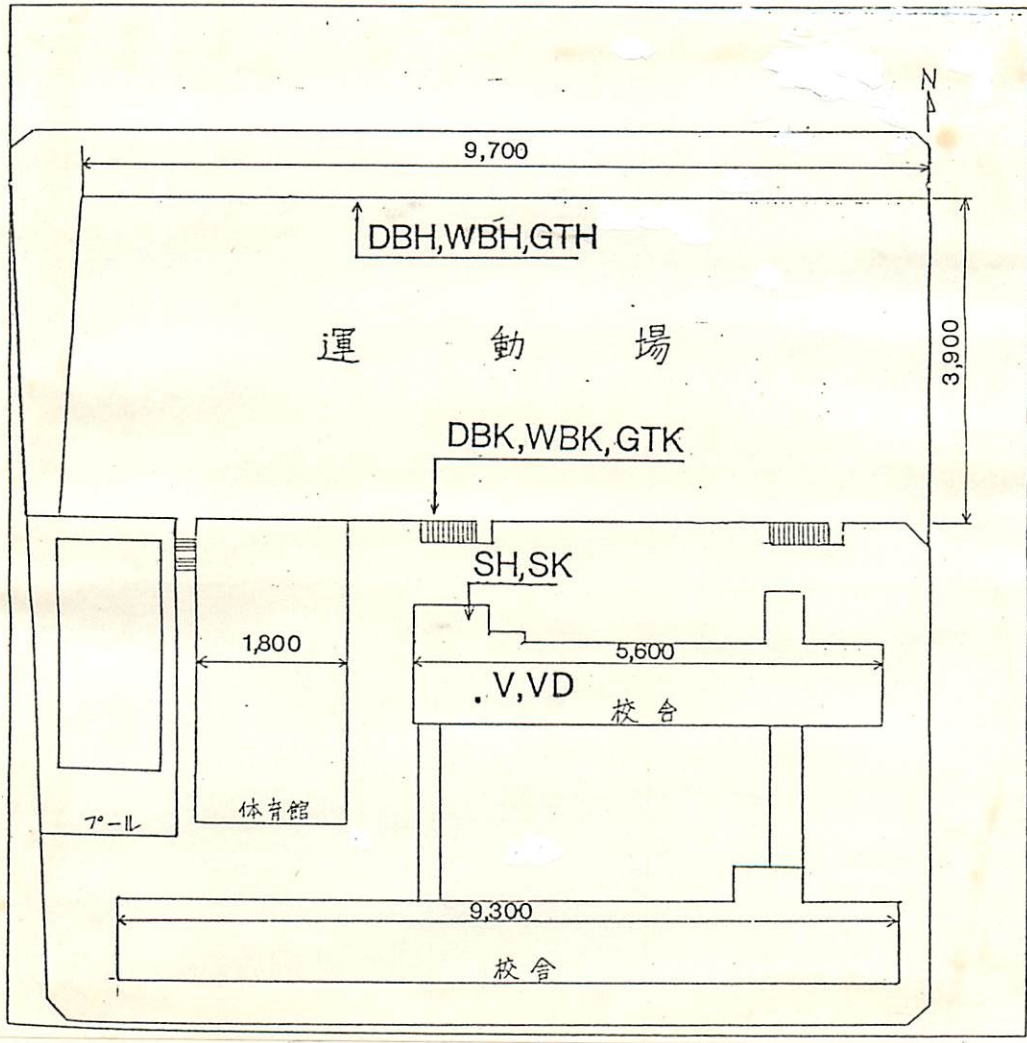 N
9,700
DBH,WBH,GTH
3,900
運動場
DBK,WBK,GTK
SH,SK
1,800
5,600
V,VD
校舎
体育館
プール
9,300
校舎